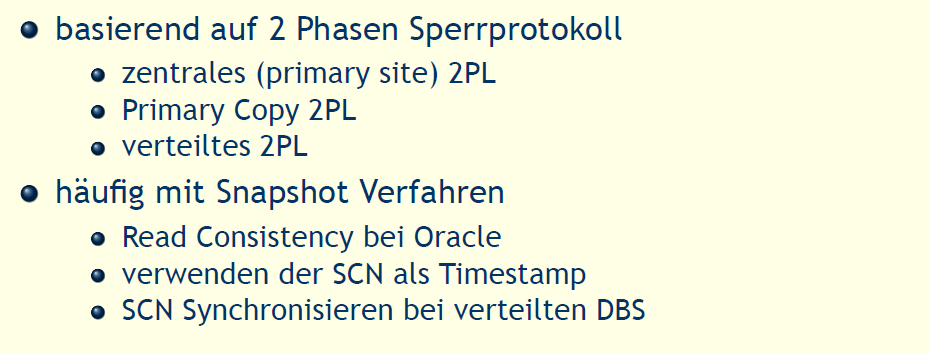 basierend auf 2 Phasen Sperrprotokoll
zentrales (primary site) 2PL
Primary Copy 2PL
verteiltes 2PL
häufig mit Snapshot Verfahren
Read Consistency bei Oracle
verwenden der SCN als Timestamp
SCN Synchronisieren bei verteilten DBS